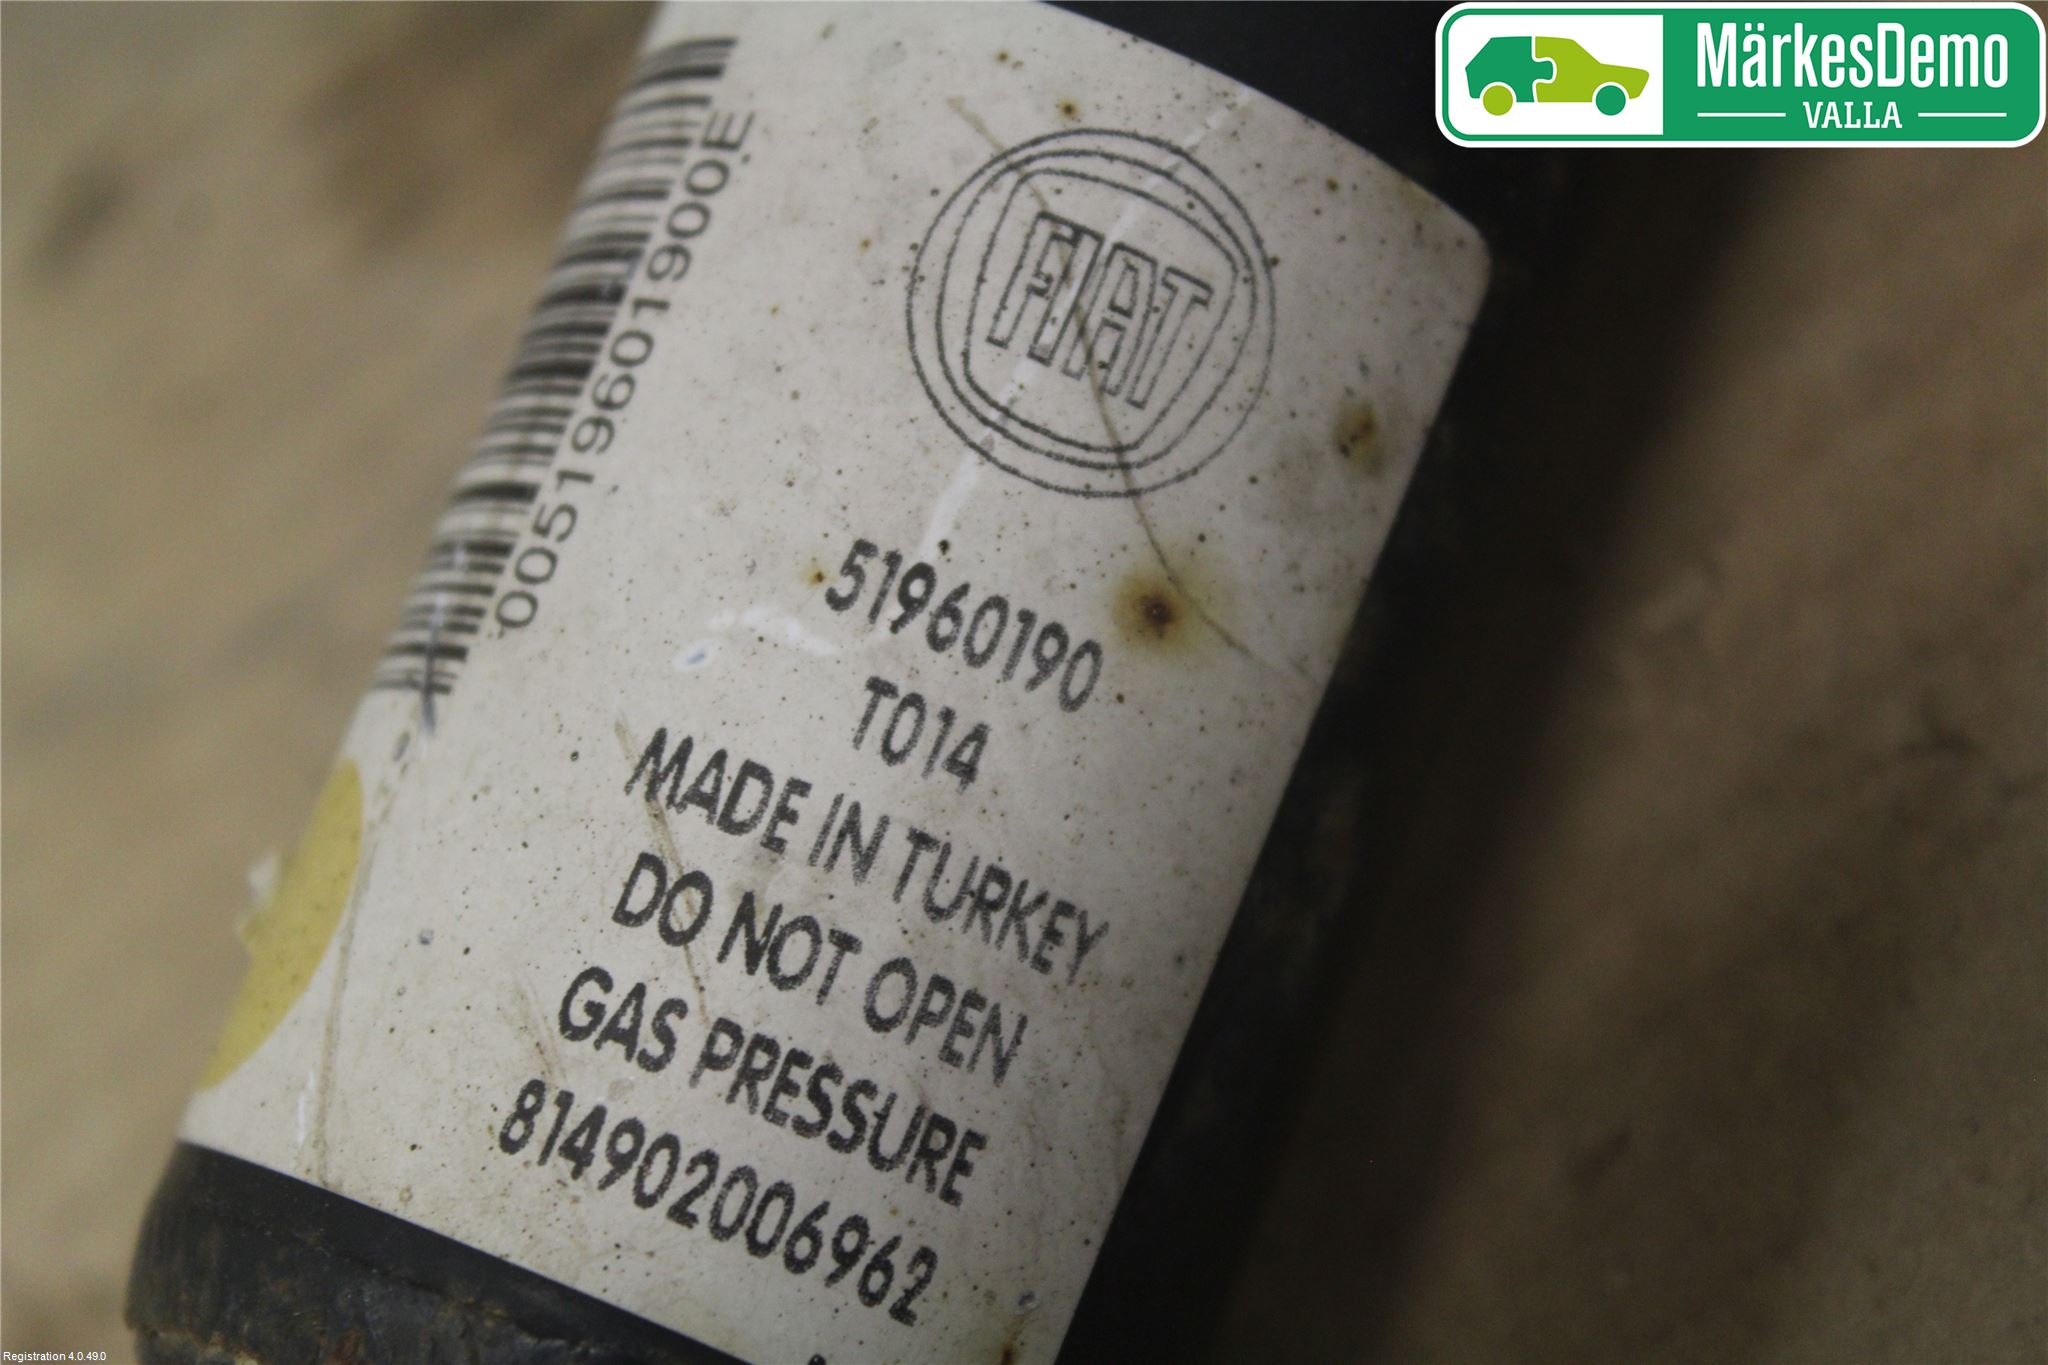 MärkesDemo
VALLA
00519601900E
FIAT
51960190
T014
MADE IN TURKEY
DO NOT OPEN
GAS PRESSURE
814902006962
Registration 4.0.49.0